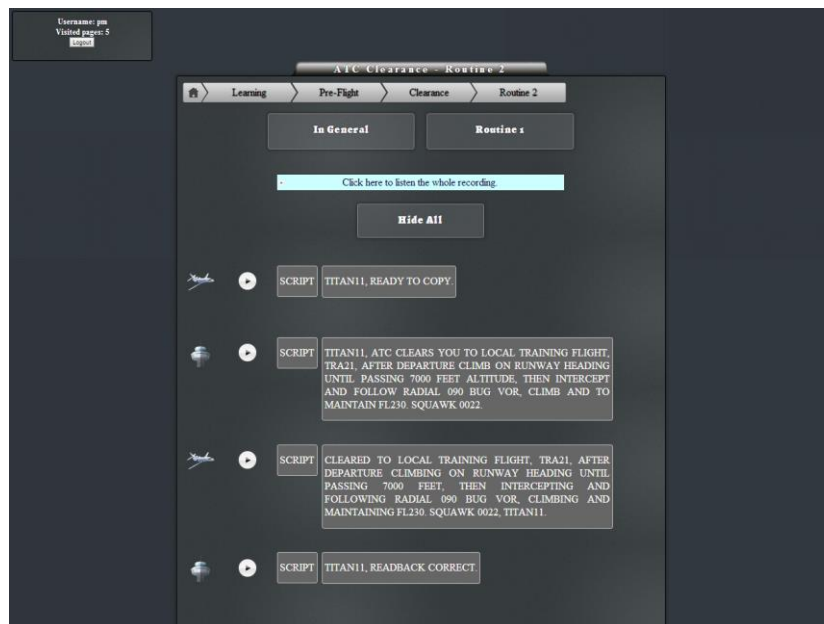 Username: pm
Visited pages: 5
Logout
ATC Clearance - Routine 2
Learning
Pre-Flight
Clearance
Routine 2
In General
Routine 1
Click here to listen the whole recording.
Hide All
SCRIPT
TITAN11, READY TO COPY.
SCRIPT
TITAN11, ATC CLEARS YOU TO LOCAL TRAINING FLIGHT,
TRA21, AFTER DEPARTURE CLIMB ON RUNWAY HEADING
UNTIL PASSING 7000 FEET ALTITUDE, THEN INTERCEPT
AND FOLLOW RADIAL 090 BUG VOR, CLIMB AND TO
MAINTAIN FL230. SQUAWK 0022.
SCRIPT
CLEARED TO LOCAL TRAINING FLIGHT, TRA21, AFTER
DEPARTURE CLIMBING ON RUNWAY HEADING UNTIL
PASSING 7000 FEET, THEN INTERCEPTING AND
FOLLOWING RADIAL 090 BUG VOR, CLIMBING AND
MAINTAINING FL230. SQUAWK 0022, TITAN11.
SCRIPT
TITAN11, READBACK CORRECT.